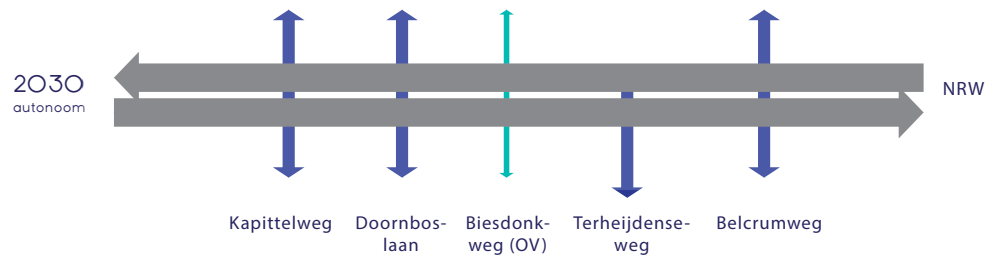 2030
autonoom
NRW
Kapittelweg
Doornbos-
laan
Biesdonk-
weg (OV)
Terheijdense-
weg
Belcrumweg